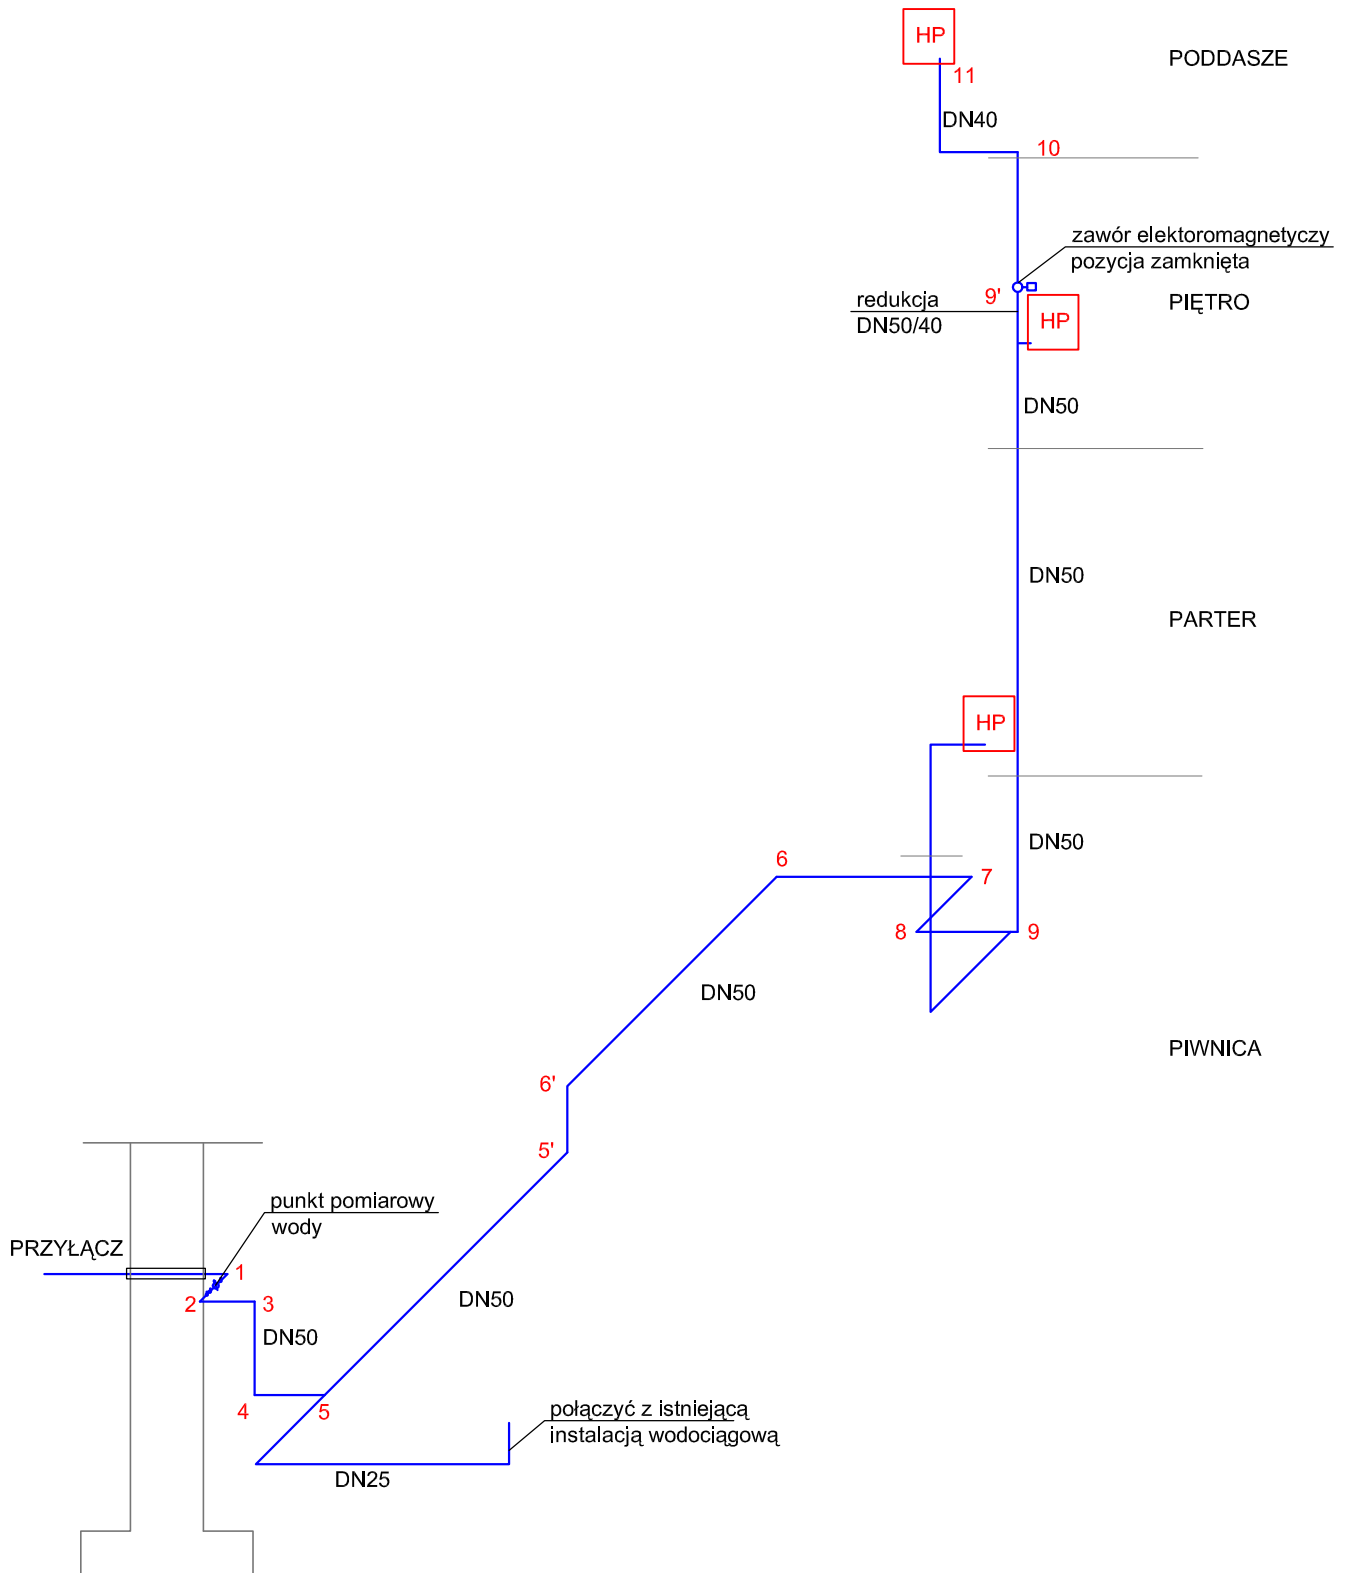 HP
PODDASZE
11
DN40
10
zawór elektoromagnetyczy
pozycja zamknięta
9'
redukcja
DN50/40
HP
PIĘTRO
DN50
DN50
PARTER
HP
DN50
6
7
8
9
DN50
PIWNICA
6'
5'
punkt pomiarowy
wody
PRZYŁĄCZ
1
2
3
DN50
DN50
4
5
połączyć z istniejącą
instalacją wodociągową
DN25